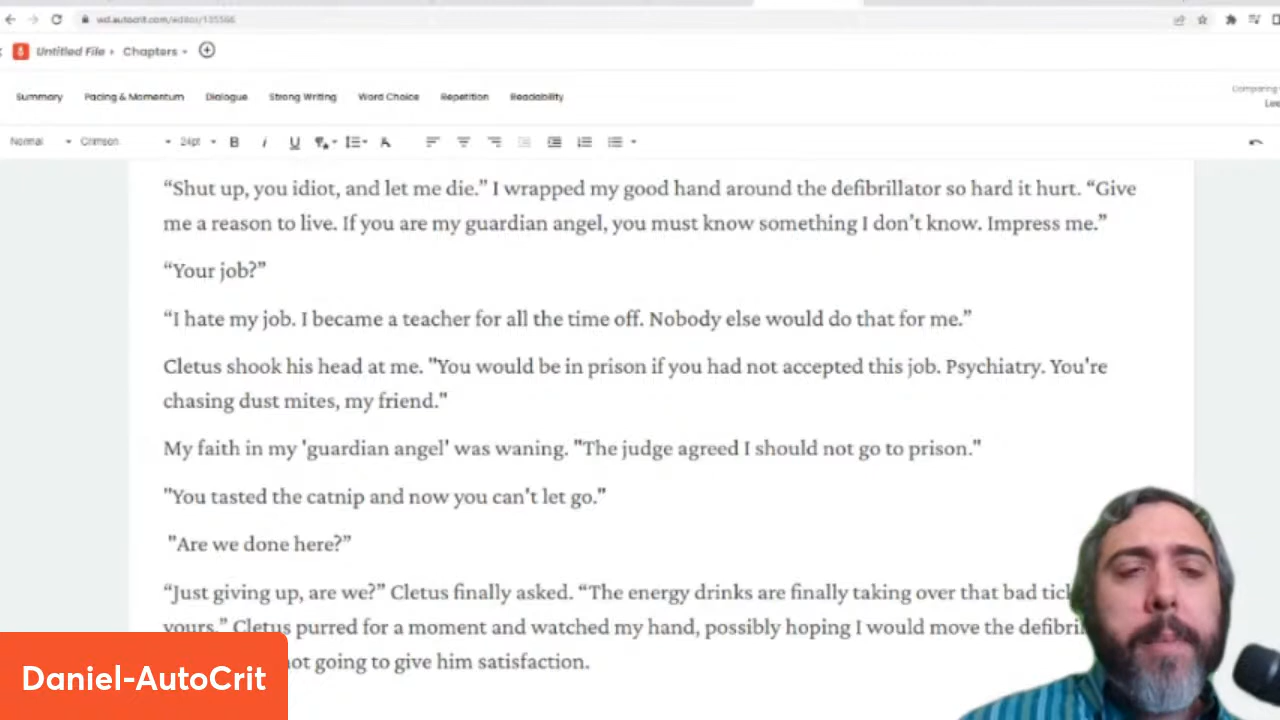 wd.autocrit.com/editor/135566
Untitled File › Chapters
Summary Pacing & Momentum Dialogue Strong Writing Word Choice Repetition Readability
Comparing
Normal Crimson 24pt B i U
“Shut up, you idiot, and let me die.” I wrapped my good hand around the defibrillator so hard it hurt. “Give
me a reason to live. If you are my guardian angel, you must know something I don’t know. Impress me.”
“Your job?”
“I hate my job. I became a teacher for all the time off. Nobody else would do that for me.”
Cletus shook his head at me. "You would be in prison if you had not accepted this job. Psychiatry. You're
chasing dust mites, my friend."
My faith in my 'guardian angel' was waning. "The judge agreed I should not go to prison."
"You tasted the catnip and now you can't let go."
"Are we done here?”
“Just giving up, are we?” Cletus finally asked. “The energy drinks are finally taking over that bad
yours.” Cletus purred for a moment and watched my hand, possibly hoping I would move the
not going to give him satisfaction.
Daniel-AutoCrit